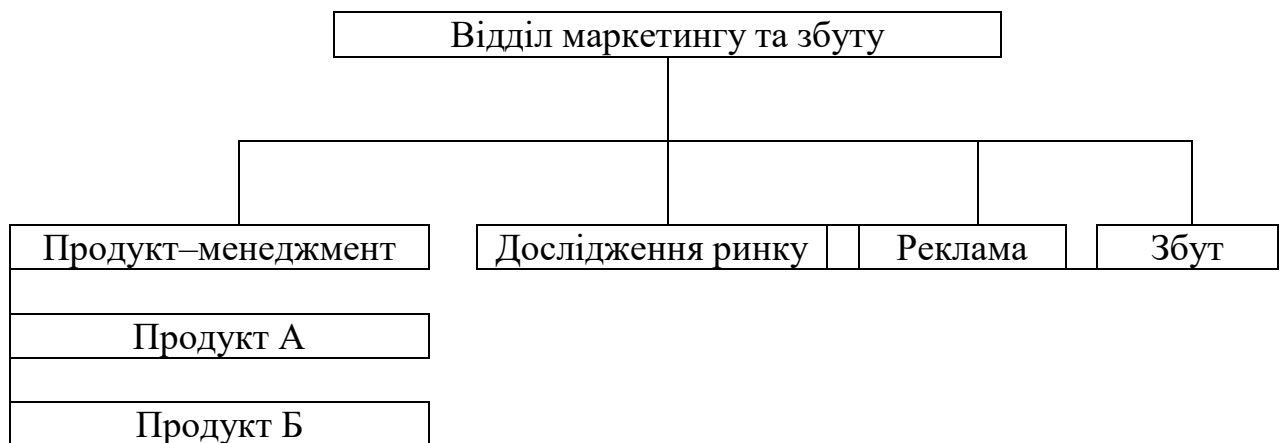 Відділ маркетингу та збуту
Продукт–менеджмент
Дослідження ринку
Реклама
Збут
Продукт А
Продукт Б